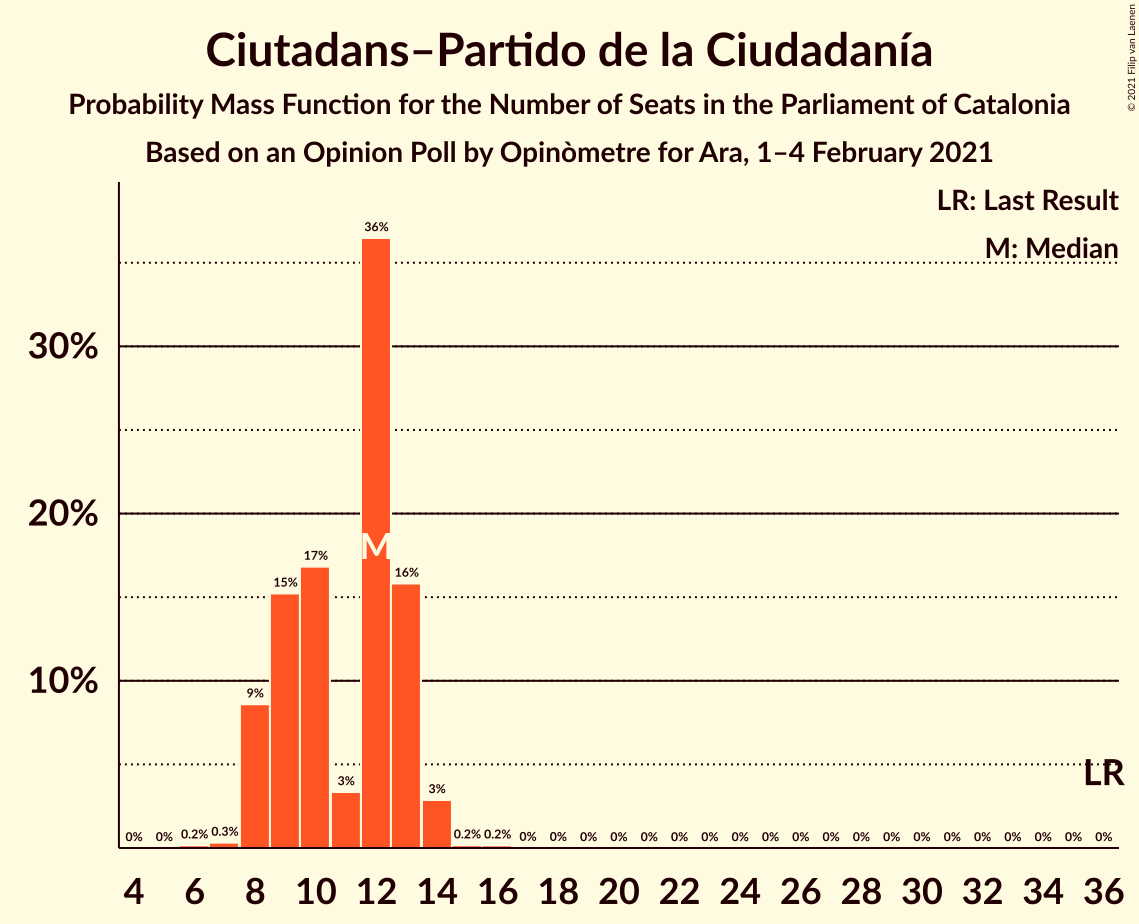 Ciutadans–Partido de la Ciudadanía
Probability Mass Function for the Number of Seats in the Parliament of Catalonia
Based on an Opinion Poll by Opinòmetre for Ara, 1–4 February 2021
© 2021 Filip van Laenen
LR: Last Result
M: Median
30%
20%
10%
0% 0% 0.2% 0.3% 9% 15% 17% 3% 36% 16% 3% 0.2% 0.2% 0% 0% 0% 0% 0% 0% 0% 0% 0% 0% 0% 0% 0% 0% 0% 0% 0% 0% 0% 0%
M
LR
4 6 8 10 12 14 16 18 20 22 24 26 28 30 32 34 36